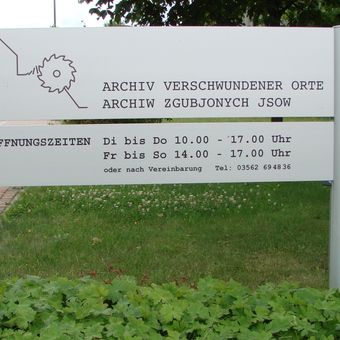 ARCHIV VERSCHWUNDENER ORTE
ARCHIW ZGUBJONYCH JSOW
FFNUNGSZEITEN Di bis Do 10.00 - 17.00 Uhr
Fr bis So 14.00 - 17.00 Uhr
oder nach Vereinbarung Tel: 03562 694836